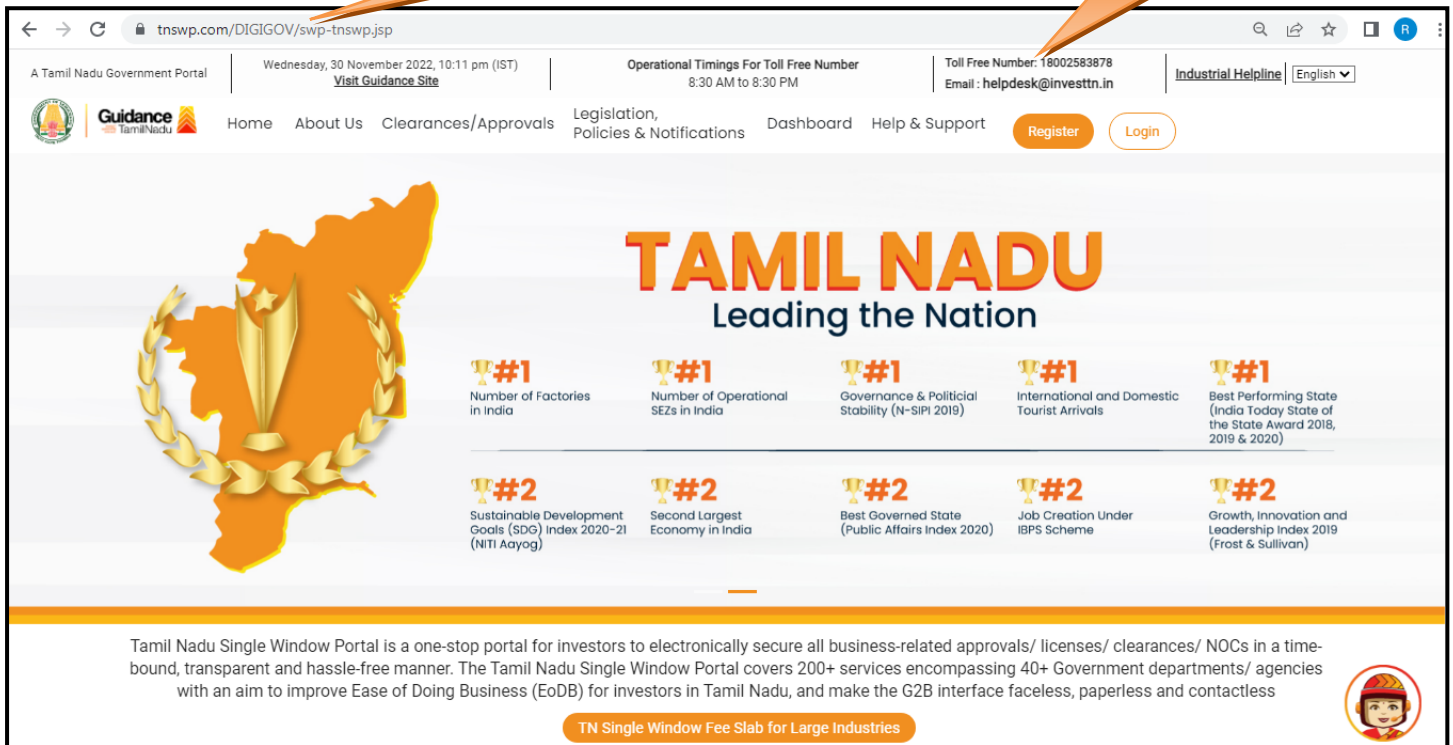 tnswp.com/DIGIGOV/swp-tnswp.jsp
R
A Tamil Nadu Government Portal
Wednesday, 30 November 2022, 10:11 pm (IST)
Visit Guidance Site
Operational Timings For Toll Free Number
8:30 AM to 8:30 PM
Toll Free Number: 18002583878
Email : helpdesk@investtn.in
Industrial Helpline
English
Guidance
TamilNadu
Home About Us Clearances/Approvals
Legislation,
Policies & Notifications
Dashboard Help & Support
Register
Login
TAMIL NADU
Leading the Nation
#1
Number of Factories
in India
#1
Number of Operational
SEZs in India
#1
Governance & Politicial
Stability (N-SIPI 2019)
#1
International and Domestic
Tourist Arrivals
#1
Best Performing State
(India Today State of
the State Award 2018,
2019 & 2020)
#2
Sustainable Development
Goals (SDG) Index 2020-21
(NITI Aayog)
#2
Second Largest
Economy in India
#2
Best Governed State
(Public Affairs Index 2020)
#2
Job Creation Under
IBPS Scheme
#2
Growth, Innovation and
Leadership Index 2019
(Frost & Sullivan)
Tamil Nadu Single Window Portal is a one-stop portal for investors to electronically secure all business-related approvals/ licenses/ clearances/ NOCs in a time-
bound, transparent and hassle-free manner. The Tamil Nadu Single Window Portal covers 200+ services encompassing 40+ Government departments/ agencies
with an aim to improve Ease of Doing Business (EoDB) for investors in Tamil Nadu, and make the G2B interface faceless, paperless and contactless
TN Single Window Fee Slab for Large Industries